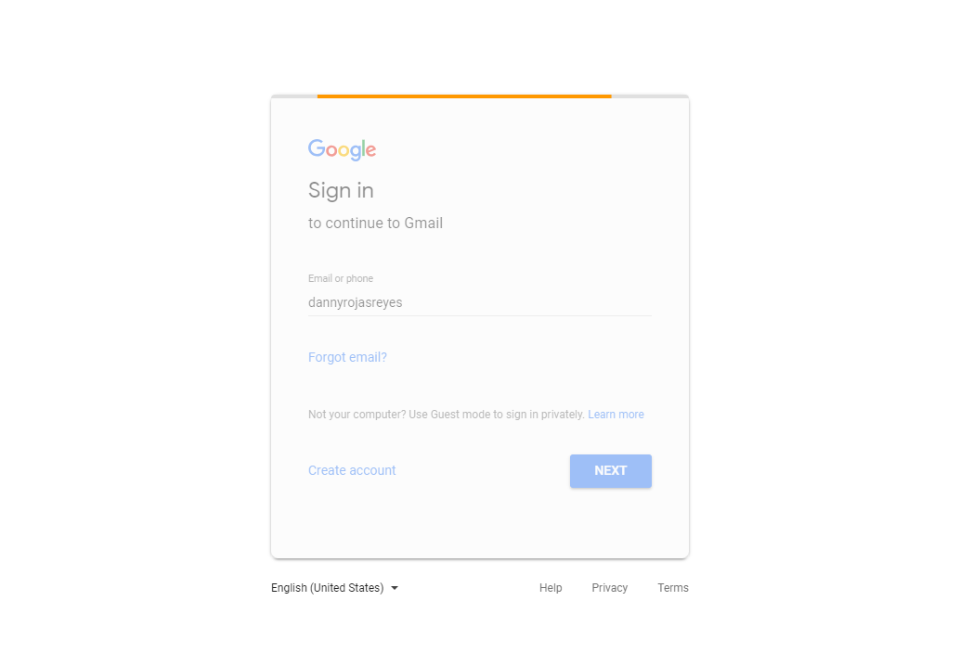 Google
Sign in
to continue to Gmail
Email or phone
dannyrojasreyes
Forgot email?
Not your computer? Use Guest mode to sign in privately. Learn more
Create account
NEXT
English (United States)
Help
Privacy
Terms